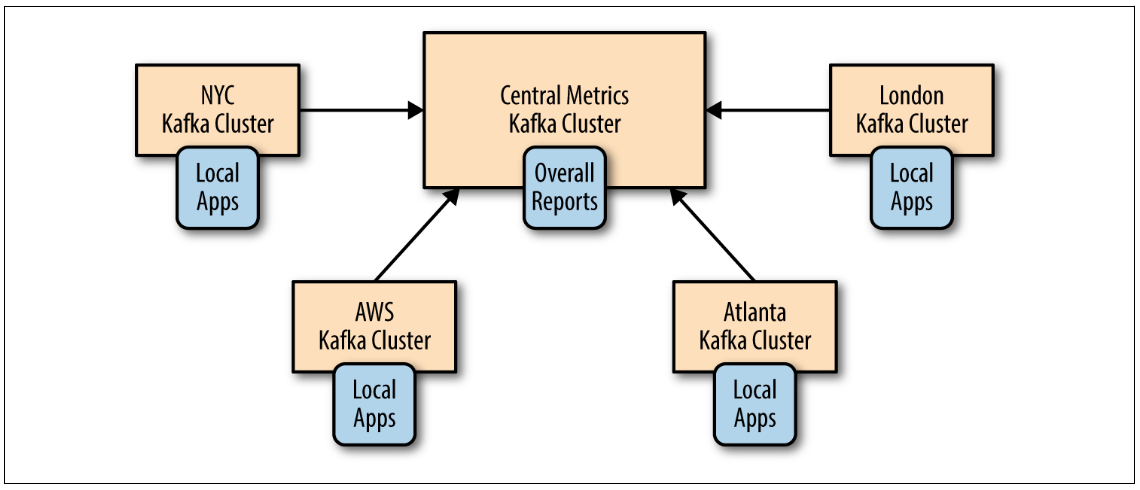 NYC
Kafka Cluster
Local
Apps
Central Metrics
Kafka Cluster
Overall
Reports
London
Kafka Cluster
Local
Apps
AWS
Kafka Cluster
Local
Apps
Atlanta
Kafka Cluster
Local
Apps